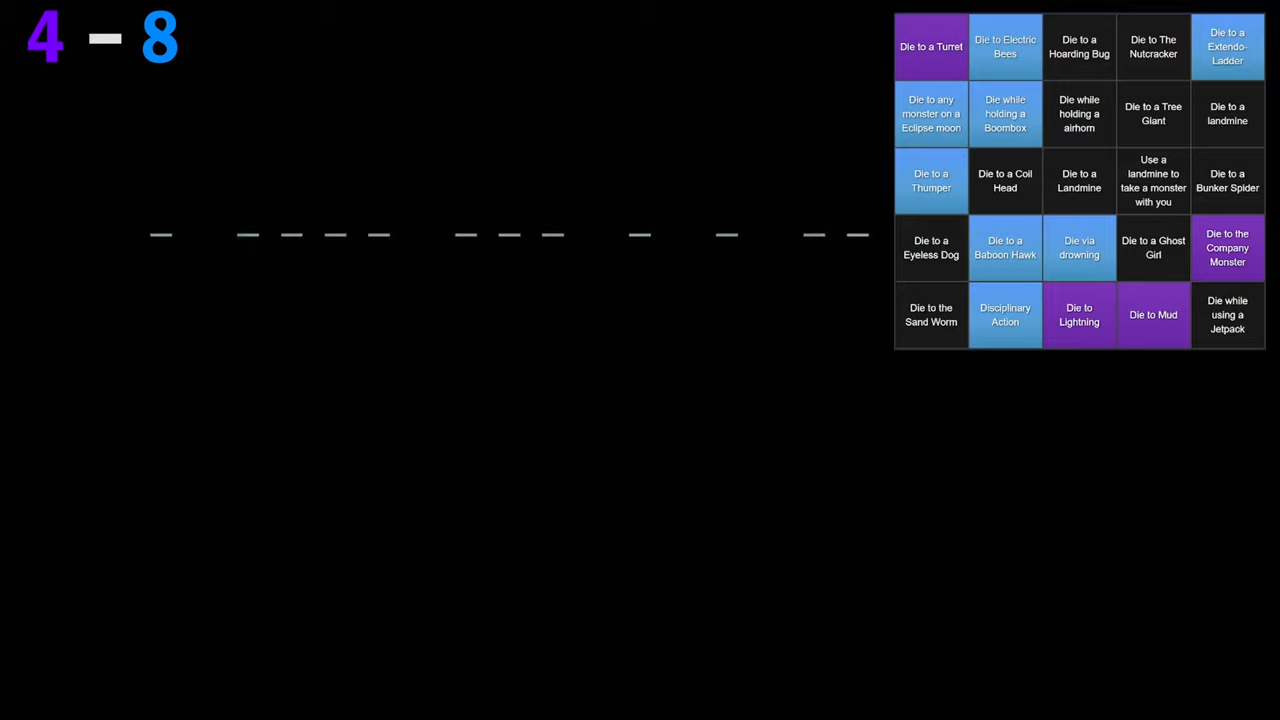 4 - 8
Die to a Turret
Die to Electric
Bees
Die to a
Hoarding Bug
Die to The
Nutcracker
Die to a
Extendo-
Ladder
Die to any
monster on a
Eclipse moon
Die while
holding a
Boombox
Die while
holding a
airhorn
Die to a Tree
Giant
Die to a
landmine
Die to a
Thumper
Die to a Coil
Head
Die to a
Landmine
Use a
landmine to
take a monster
with you
Die to a
Bunker Spider
_ _ _ _ _ _ _ _ _ _ _ _
Die to a
Eyeless Dog
Die to a
Baboon Hawk
Die via
drowning
Die to a Ghost
Girl
Die to the
Company
Monster
Die to the
Sand Worm
Disciplinary
Action
Die to
Lightning
Die to Mud
Die while
using a
Jetpack